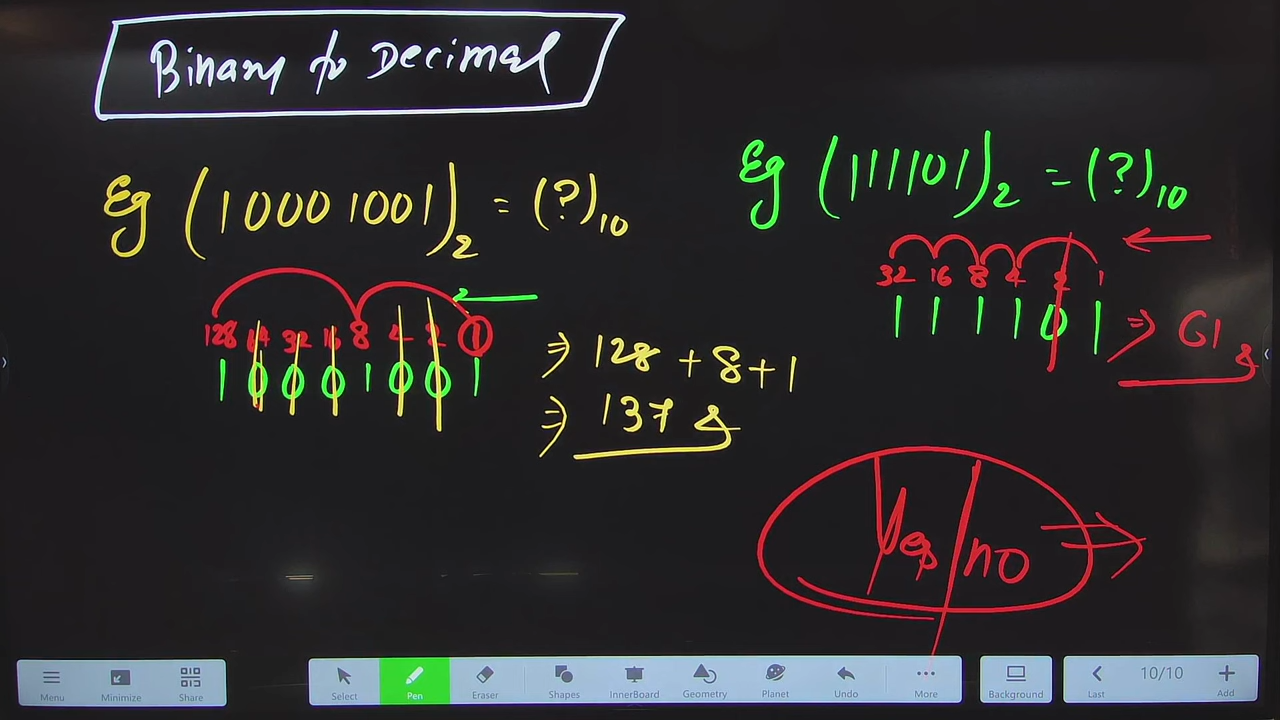 Binary to Decimal
Eg (10001001)2 = (?)10
128 64 32 16 8 4 2 1
1 0 0 0 1 0 0 1
⇒ 128 + 8 + 1
⇒ 137
Eg (111101)2 = (?)10
32 16 8 4 2 1
1 1 1 1 0 1 ⇒ 61
Yes / no
Menu Minimize Share Select Pen Eraser Shapes InnerBoard Geometry Planet Undo More Background Last 10/10 Add